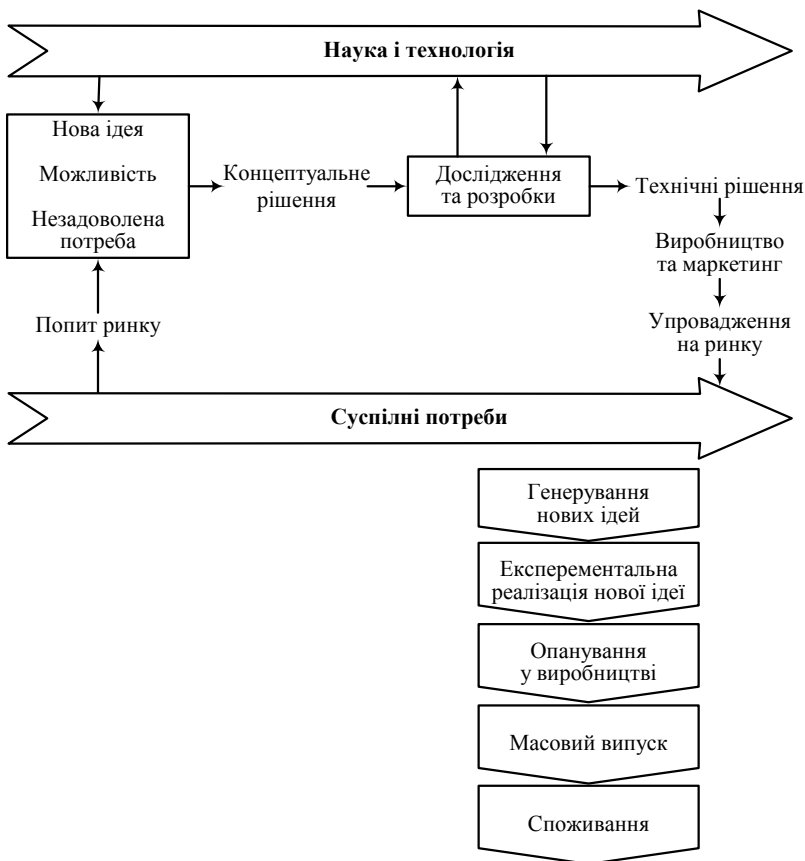 Наука і технологія
Нова ідея
Можливість
Незадоволена
потреба
Концептуальне
рішення
Дослідження
та розробки
Технічні рішення
Виробництво
та маркетинг
Упровадження
на ринку
Попит ринку
Суспілні потреби
Генерування
нових ідей
Експерементальна
реалізація нової ідеї
Опанування
у виробництві
Масовий випуск
Споживання